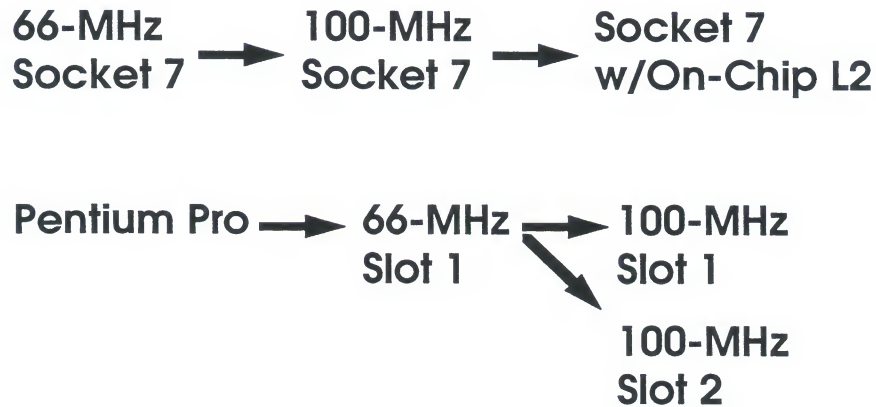 66-MHz
Socket 7
100-MHz
Socket 7
Socket 7
w/On-Chip L2
Pentium Pro
66-MHz
Slot 1
100-MHz
Slot 1
100-MHz
Slot 2